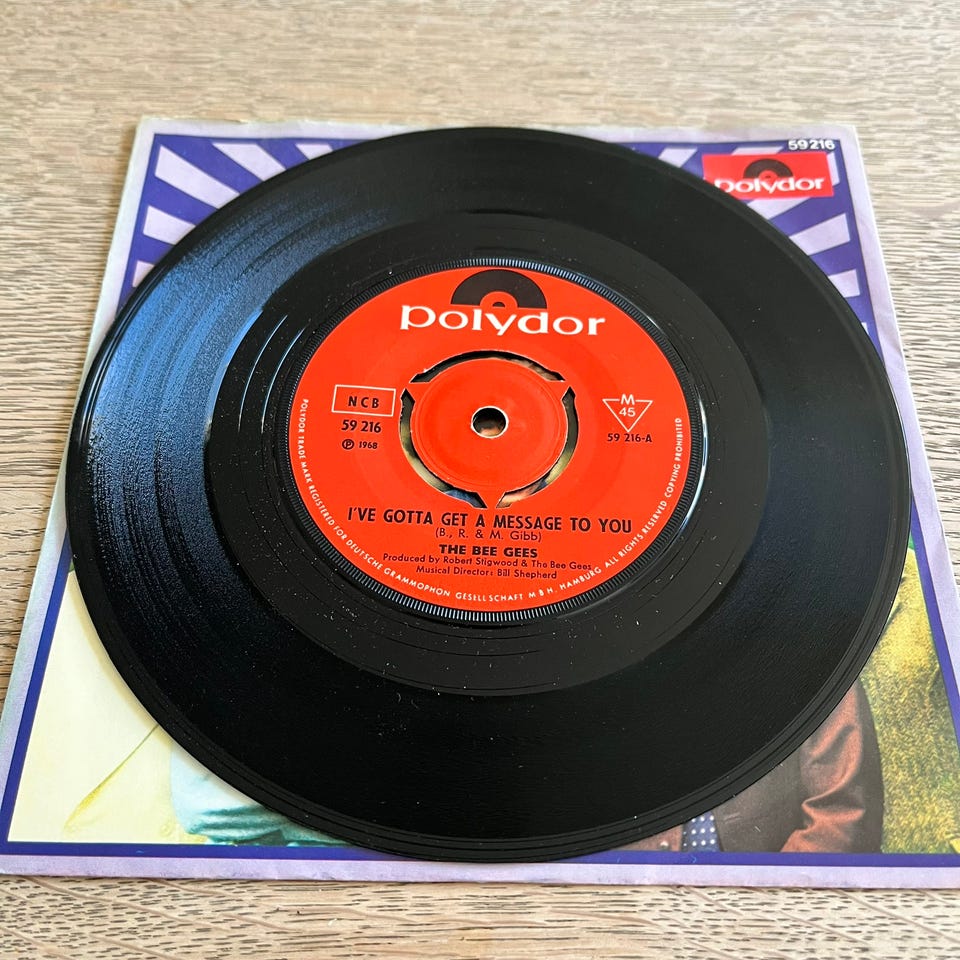 59 216
polydor
polydor
NCB
59 216
℗ 1968
M
45
59 216-A
I'VE GOTTA GET A MESSAGE TO YOU
(B., R. & M. Gibb)
THE BEE GEES
Produced by Robert Stigwood & The Bee Gees
Musical Director: Bill Shepherd
POLYDOR TRADE MARK REGISTERED FOR DEUTSCHE GRAMMOPHON GESELLSCHAFT M B H. HAMBURG ALL RIGHTS RESERVED COPYING PROHIBITED